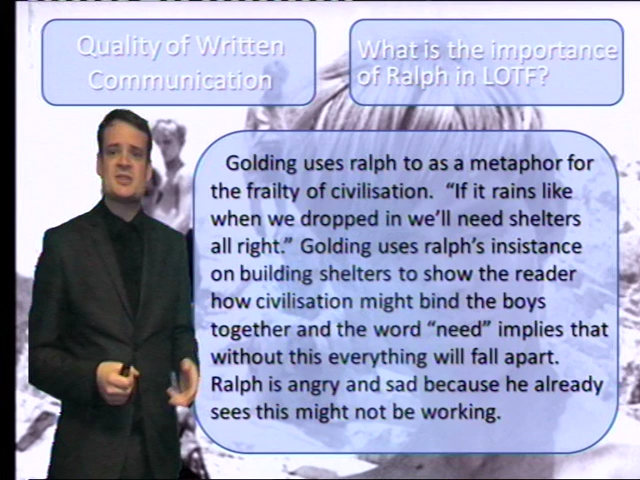 Quality of Written
Communication
What is the importance
of Ralph in LOTF?
Golding uses ralph to as a metaphor for
the frailty of civilisation. “If it rains like
when we dropped in we’ll need shelters
all right.” Golding uses ralph’s insistance
on building shelters to show the reader
how civilisation might bind the boys
together and the word “need” implies that
without this everything will fall apart.
Ralph is angry and sad because he already
sees this might not be working.